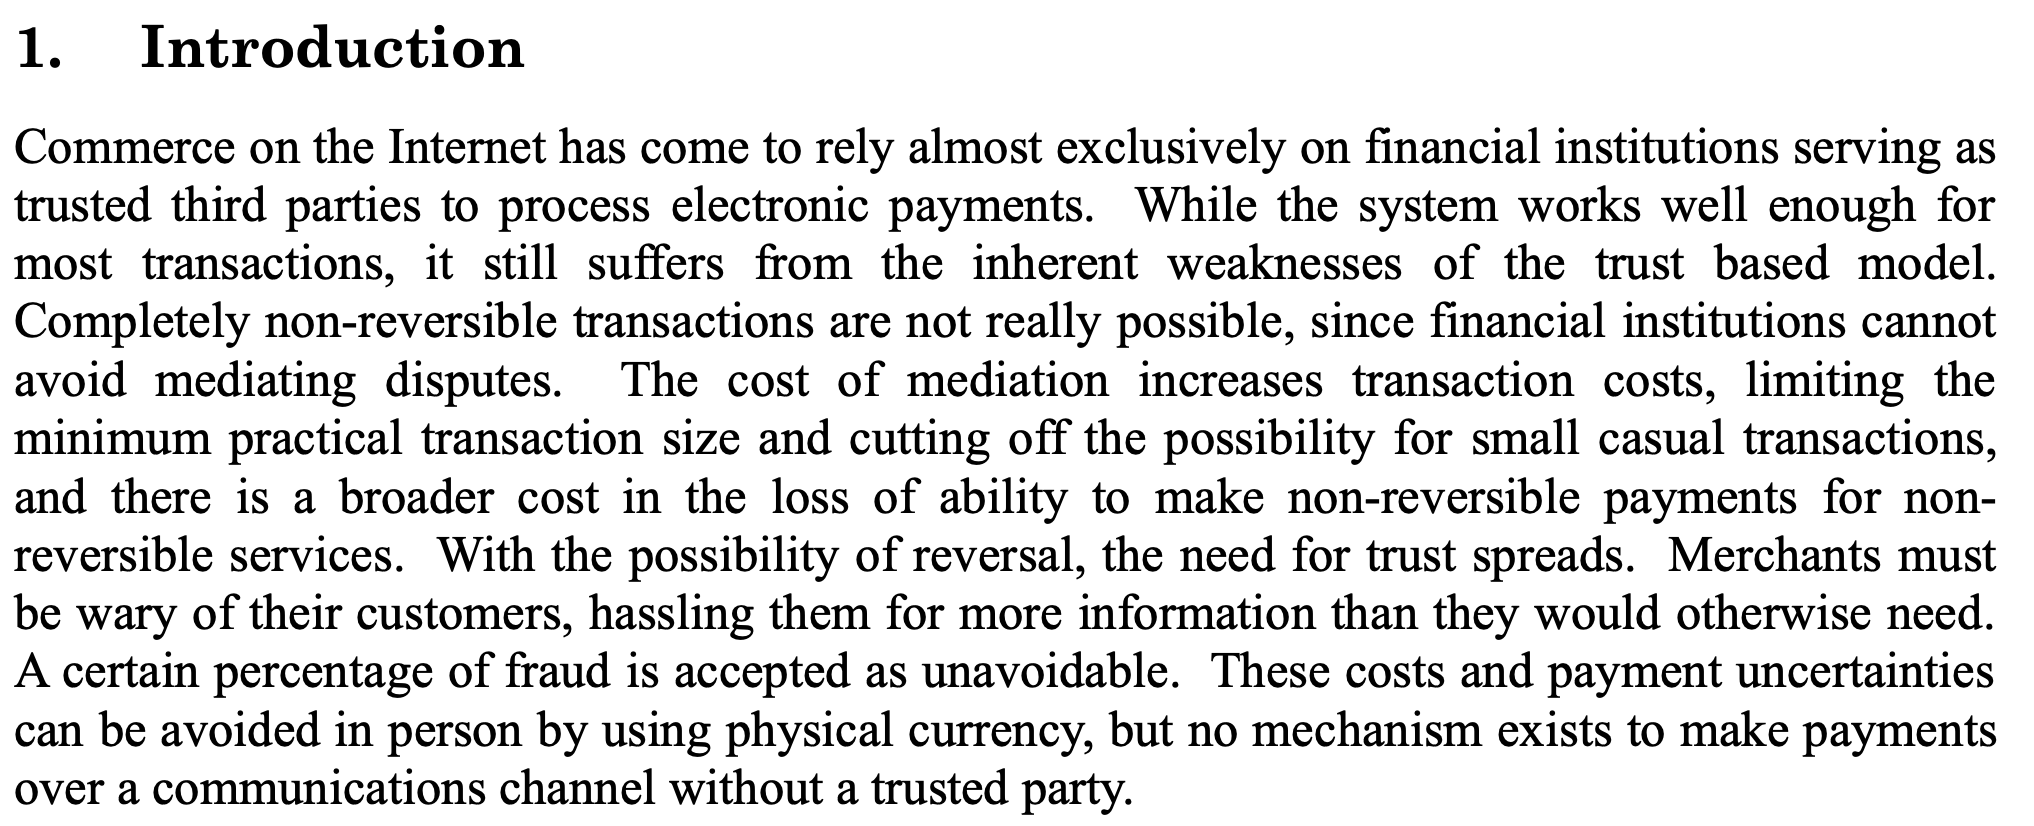 1. Introduction
Commerce on the Internet has come to rely almost exclusively on financial institutions serving as
trusted third parties to process electronic payments. While the system works well enough for
most transactions, it still suffers from the inherent weaknesses of the trust based model.
Completely non-reversible transactions are not really possible, since financial institutions cannot
avoid mediating disputes. The cost of mediation increases transaction costs, limiting the
minimum practical transaction size and cutting off the possibility for small casual transactions,
and there is a broader cost in the loss of ability to make non-reversible payments for non-
reversible services. With the possibility of reversal, the need for trust spreads. Merchants must
be wary of their customers, hassling them for more information than they would otherwise need.
A certain percentage of fraud is accepted as unavoidable. These costs and payment uncertainties
can be avoided in person by using physical currency, but no mechanism exists to make payments
over a communications channel without a trusted party.